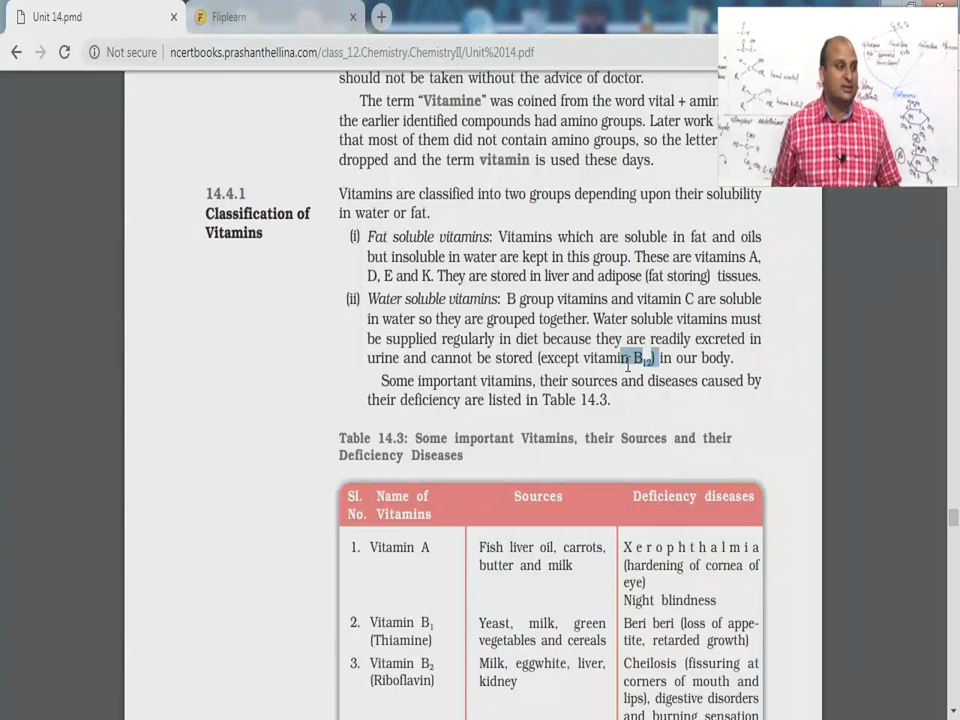 Unit 14.pmd
Fliplearn
Not secure
ncertbooks.prashanthellina.com/class_12.Chemistry.ChemistryII/Unit%2014.pdf
should not be taken without the advice of doctor.
The term "Vitamine" was coined from the word vital + amin
the earlier identified compounds had amino groups. Later work
that most of them did not contain amino groups, so the letter
dropped and the term vitamin is used these days.
14.4.1
Classification of
Vitamins
Vitamins are classified into two groups depending upon their solubility
in water or fat.
(i) Fat soluble vitamins: Vitamins which are soluble in fat and oils
but insoluble in water are kept in this group. These are vitamins A,
D, E and K. They are stored in liver and adipose (fat storing) tissues.
(ii) Water soluble vitamins: B group vitamins and vitamin C are soluble
in water so they are grouped together. Water soluble vitamins must
be supplied regularly in diet because they are readily excreted in
urine and cannot be stored (except vitamin B12) in our body.
Some important vitamins, their sources and diseases caused by
their deficiency are listed in Table 14.3.
Table 14.3: Some important Vitamins, their Sources and their
Deficiency Diseases
Sl. Name of Sources Deficiency diseases
No. Vitamins
1. Vitamin A Fish liver oil, carrots, Xerophthalmia
butter and milk (hardening of cornea of
eye)
Night blindness
2. Vitamin B1 Yeast, milk, green Beri beri (loss of appe-
(Thiamine) vegetables and cereals tite, retarded growth)
3. Vitamin B2 Milk, eggwhite, liver, Cheilosis (fissuring at
(Riboflavin) kidney corners of mouth and
lips), digestive disorders
and burning sensation